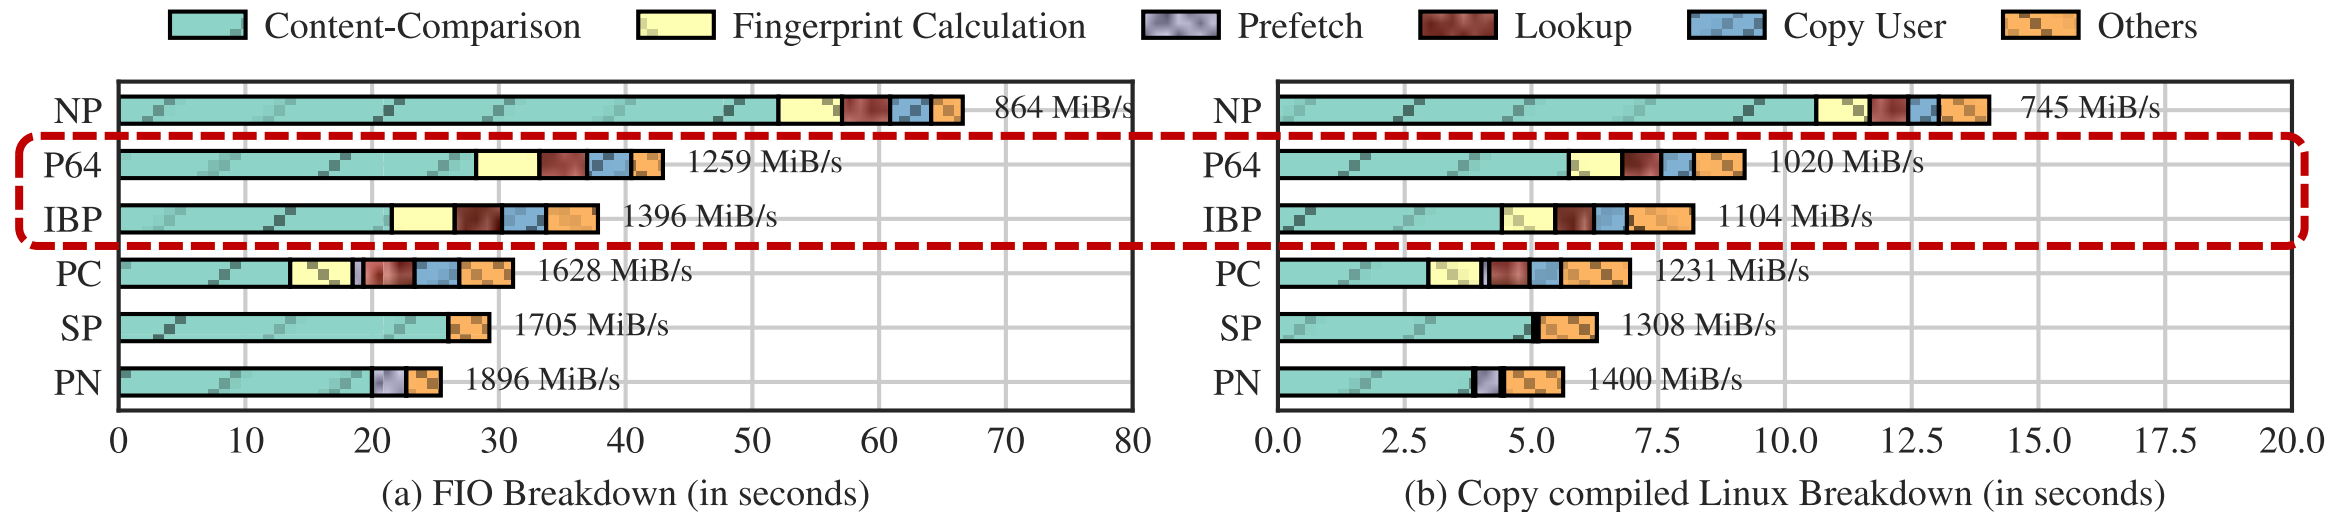 Content-Comparison Fingerprint Calculation Prefetch Lookup Copy User Others
NP 864 MiB/s
P64 1259 MiB/s
IBP 1396 MiB/s
PC 1628 MiB/s
SP 1705 MiB/s
PN 1896 MiB/s
0 10 20 30 40 50 60 70 80
(a) FIO Breakdown (in seconds)
NP 745 MiB/s
P64 1020 MiB/s
IBP 1104 MiB/s
PC 1231 MiB/s
SP 1308 MiB/s
PN 1400 MiB/s
0.0 2.5 5.0 7.5 10.0 12.5 15.0 17.5 20.0
(b) Copy compiled Linux Breakdown (in seconds)